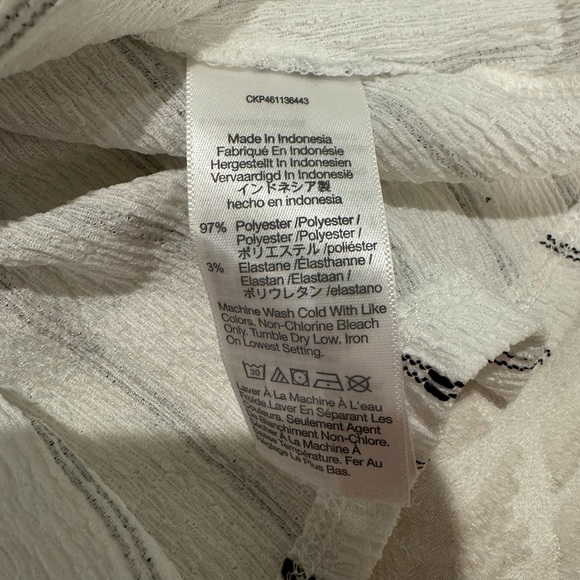 CKP461136443
Made In Indonesia
Fabriqué En Indonésie
Hergestellt In Indonesien
Vervaardigd In Indonesië
インドネシア製
hecho en indonesia
97% Polyester /Polyester /
Polyester /Polyester /
ポリエステル /poliéster
3% Elastane /Élasthanne /
Elastan /Elastaan /
ポリウレタン /elastano
Machine Wash Cold With Like
Colors. Non-Chlorine Bleach
Only. Tumble Dry Low. Iron
On Lowest Setting.
30
Laver À La Machine À L'eau
Froide.Laver En Séparant Les
Couleurs. Seulement Agent
De Blanchiment Non-Chlore.
Sécher À La Machine À
Basse Température. Fer Au
Réglage Le Plus Bas.